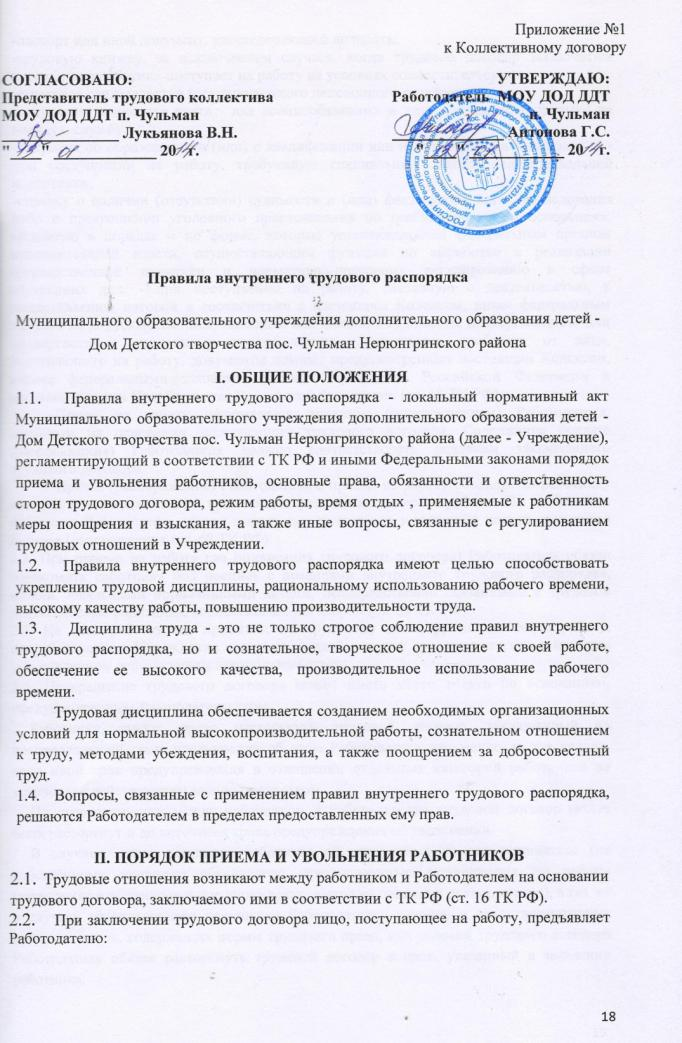 Приложение №1
к Коллективному договору
СОГЛАСОВАНО:
Представитель трудового коллектива
МОУ ДОД ДДТ п. Чульман
Лукьянова В.Н.
2014г.
УТВЕРЖДАЮ:
Работодатель МОУ ДОД ДДТ
п. Чульман
Антонова Г.С.
2014г.
Правила внутреннего трудового распорядка
Муниципального образовательного учреждения дополнительного образования детей -
Дом Детского творчества пос. Чульман Нерюнгринского района
I. ОБЩИЕ ПОЛОЖЕНИЯ
1.1. Правила внутреннего трудового распорядка - локальный нормативный акт
Муниципального образовательного учреждения дополнительного образования детей -
Дом Детского творчества пос. Чульман Нерюнгринского района (далее - Учреждение),
регламентирующий в соответствии с ТК РФ и иными Федеральными законами порядок
приема и увольнения работников, основные права, обязанности и ответственность
сторон трудового договора, режим работы, время отдых , применяемые к работникам
меры поощрения и взыскания, а также иные вопросы, связанные с регулированием
трудовых отношений в Учреждении.
1.2. Правила внутреннего трудового распорядка имеют целью способствовать
укреплению трудовой дисциплины, рациональному использованию рабочего времени,
высокому качеству работы, повышению производительности труда.
1.3. Дисциплина труда - это не только строгое соблюдение правил внутреннего
трудового распорядка, но и сознательное, творческое отношение к своей работе,
обеспечение ее высокого качества, производительное использование рабочего
времени.
Трудовая дисциплина обеспечивается созданием необходимых организационных
условий для нормальной высокопроизводительной работы, сознательном отношением
к труду, методами убеждения, воспитания, а также поощрением за добросовестный
труд.
1.4. Вопросы, связанные с применением правил внутреннего трудового распорядка,
решаются Работодателем в пределах предоставленных ему прав.
II. ПОРЯДОК ПРИЕМА И УВОЛЬНЕНИЯ РАБОТНИКОВ
2.1. Трудовые отношения возникают между работником и Работодателем на основании
трудового договора, заключаемого ими в соответствии с ТК РФ (ст. 16 ТК РФ).
2.2. При заключении трудового договора лицо, поступающее на работу, предъявляет
Работодателю:
18